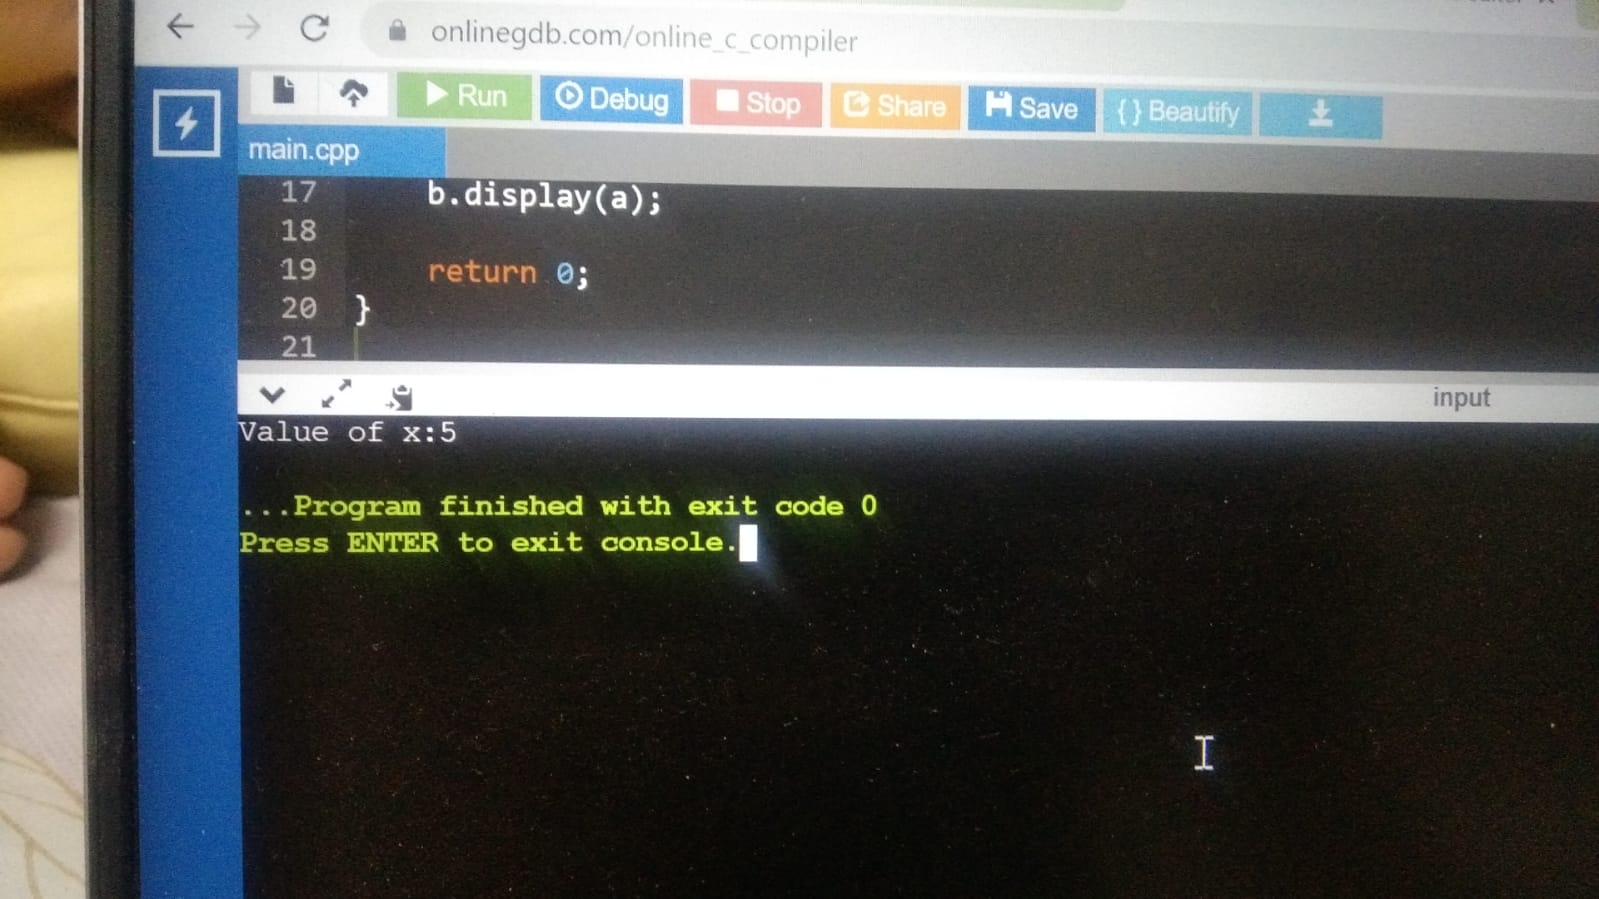 onlinegdb.com/online_c_compiler
Run Debug Stop Share Save {} Beautify
main.cpp
17 b.display(a);
18
19 return 0;
20 }
21
input
Value of x:5
...Program finished with exit code 0
Press ENTER to exit console.